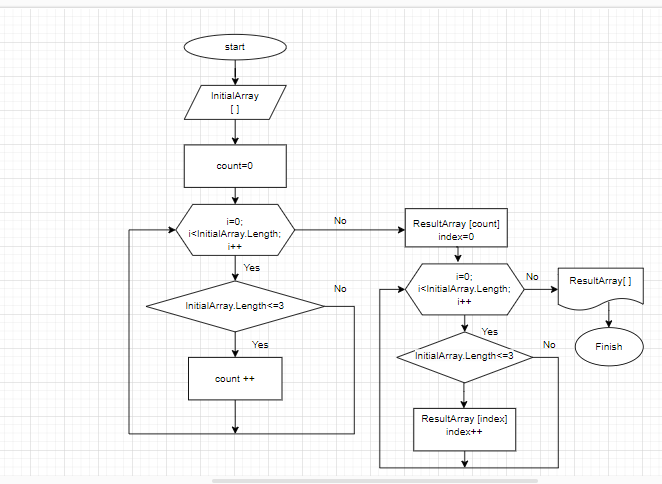 start
InitialArray
[ ]
count=0
i=0;
i<InitialArray.Length;
i++
No
Yes
InitialArray.Length<=3
No
Yes
count ++
ResultArray [count]
index=0
i=0;
i<InitialArray.Length;
i++
No
ResultArray[ ]
Finish
Yes
InitialArray.Length<=3
No
ResultArray [index]
index++